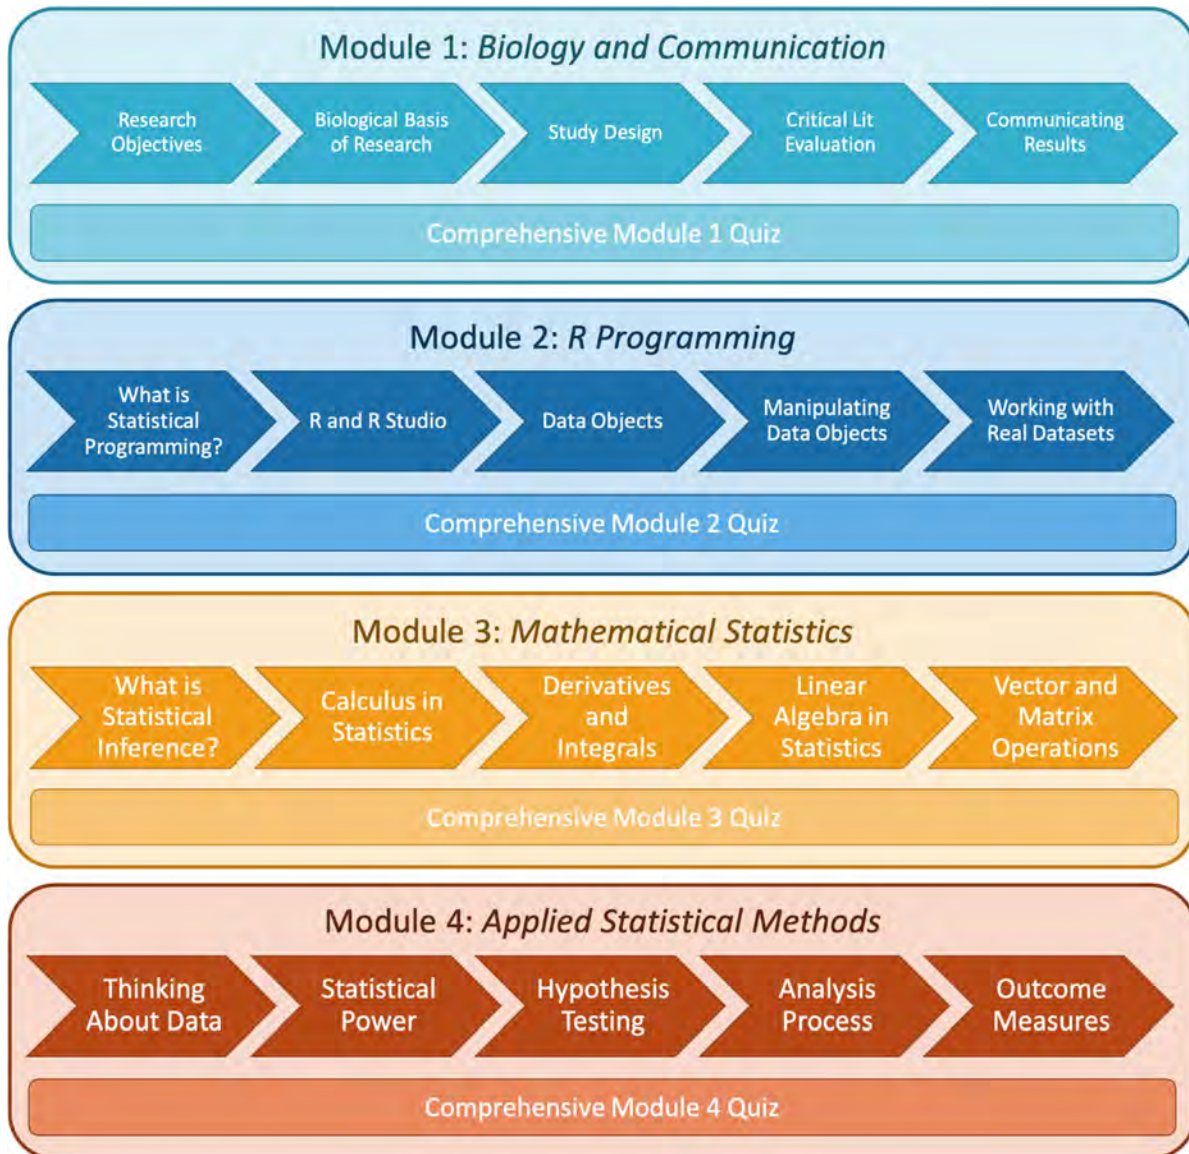 Module 1: Biology and Communication
Research
Objectives
Biological Basis
of Research
Study Design
Critical Lit
Evaluation
Communicating
Results
Comprehensive Module 1 Quiz
Module 2: R Programming
What is
Statistical
Programming?
R and R Studio
Data Objects
Manipulating
Data Objects
Working with
Real Datasets
Comprehensive Module 2 Quiz
Module 3: Mathematical Statistics
What is
Statistical
Inference?
Calculus in
Statistics
Derivatives
and
Integrals
Linear
Algebra in
Statistics
Vector and
Matrix
Operations
Comprehensive Module 3 Quiz
Module 4: Applied Statistical Methods
Thinking
About Data
Statistical
Power
Hypothesis
Testing
Analysis
Process
Outcome
Measures
Comprehensive Module 4 Quiz